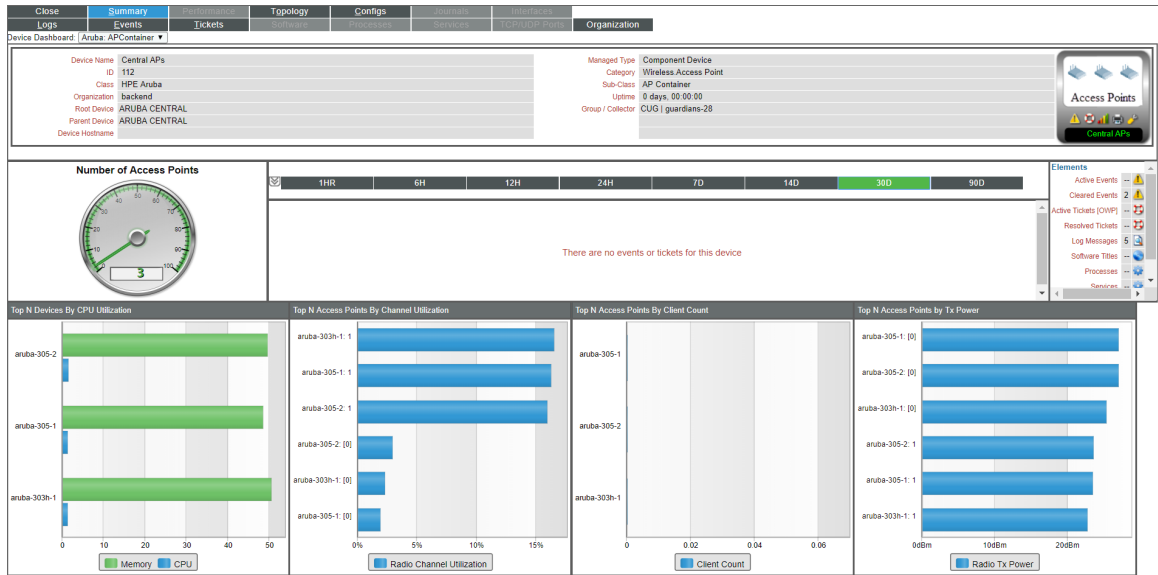 Close Summary Performance Topology Configs Journals Interfaces
Logs Events Tickets Software Processes Services TCP/UDP Ports Organization
Device Dashboard: Aruba: APContainer ▼
Device Name Central APs
ID 112
Class HPE Aruba
Organization backend
Root Device ARUBA CENTRAL
Parent Device ARUBA CENTRAL
Device Hostname
Managed Type Component Device
Category Wireless Access Point
Sub-Class AP Container
Uptime 0 days, 00:00:00
Group / Collector CUG | guardians-28
Access Points
Central APs
Number of Access Points
0 10 20 30 40 50 60 70 80 90 100
3
1HR 6H 12H 24H 7D 14D 30D 90D
There are no events or tickets for this device
Elements
Active Events --
Cleared Events 2
Active Tickets [OWP] --
Resolved Tickets --
Log Messages 5
Software Titles --
Processes --
Services --
Top N Devices By CPU Utilization
aruba-305-2
aruba-305-1
aruba-303h-1
0 10 20 30 40 50
Memory CPU
Top N Access Points By Channel Utilization
aruba-303h-1: 1
aruba-305-1: 1
aruba-305-2: 1
aruba-305-2: [0]
aruba-303h-1: [0]
aruba-305-1: [0]
0% 5% 10% 15%
Radio Channel Utilization
Top N Access Points By Client Count
aruba-305-1
aruba-305-2
aruba-303h-1
0 0.02 0.04 0.06
Client Count
Top N Access Points by Tx Power
aruba-305-1: [0]
aruba-305-2: [0]
aruba-303h-1: [0]
aruba-305-2: 1
aruba-305-1: 1
aruba-303h-1: 1
0dBm 10dBm 20dBm
Radio Tx Power